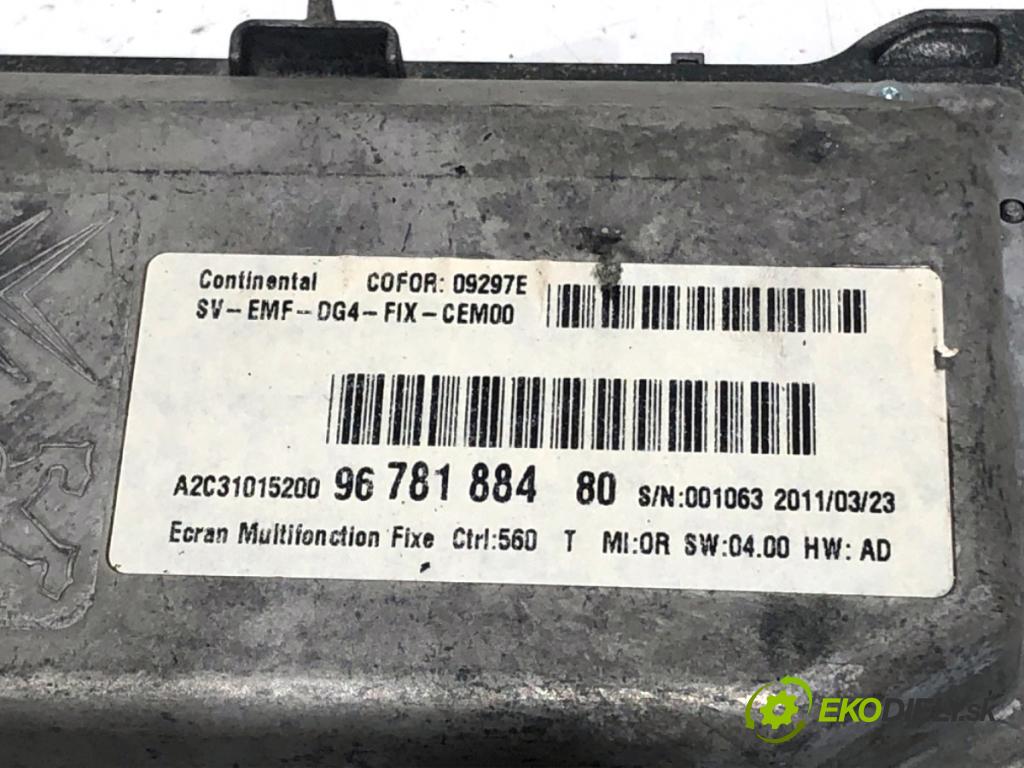 Continental COFOR: 09297E
SV-EMF-DG4-FIX-CEM00
A2C31015200 96 781 884 80 S/N:001063 2011/03/23
Ecran Multifonction Fixe Ctrl:560 T MI:OR SW:04.00 HW: AD
EKODIELY.sk